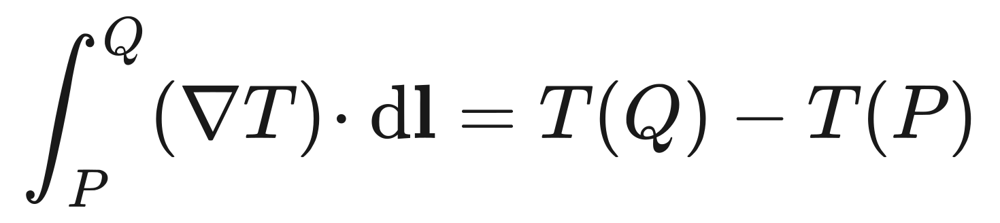 ∫_P^Q (∇T) · d𝐥 = T(Q) − T(P)